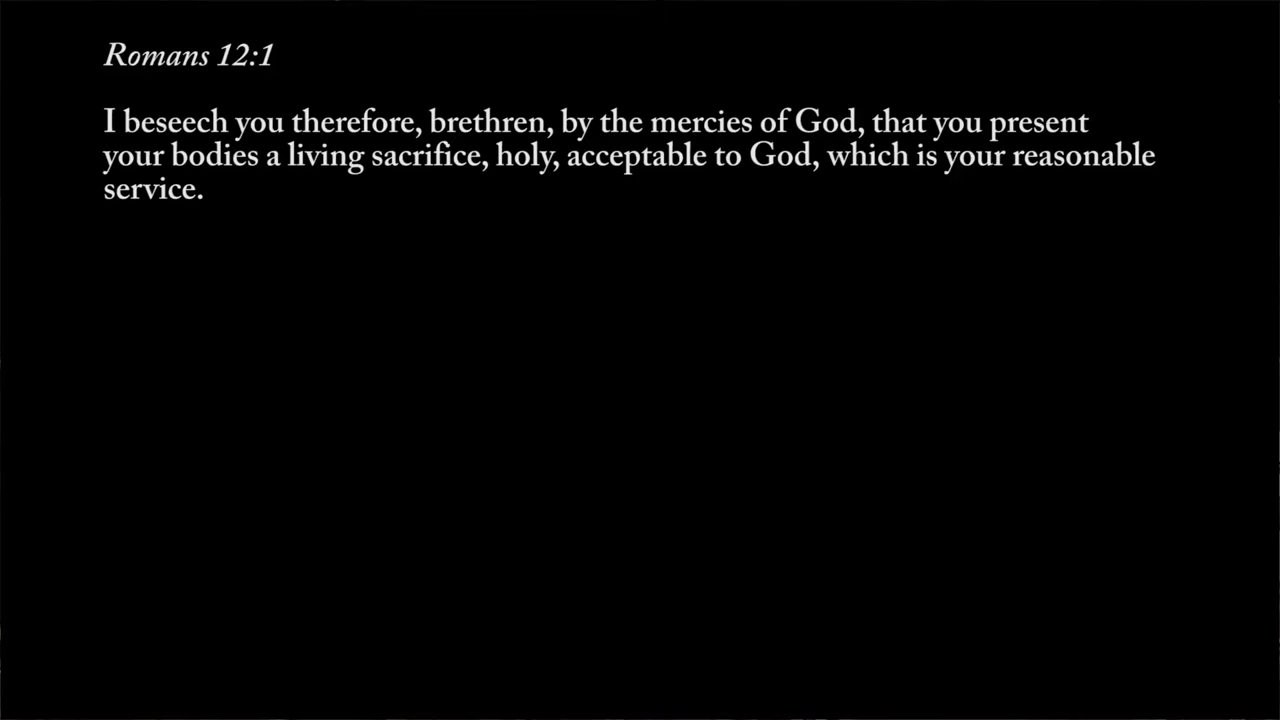 Romans 12:1
I beseech you therefore, brethren, by the mercies of God, that you present
your bodies a living sacrifice, holy, acceptable to God, which is your reasonable
service.